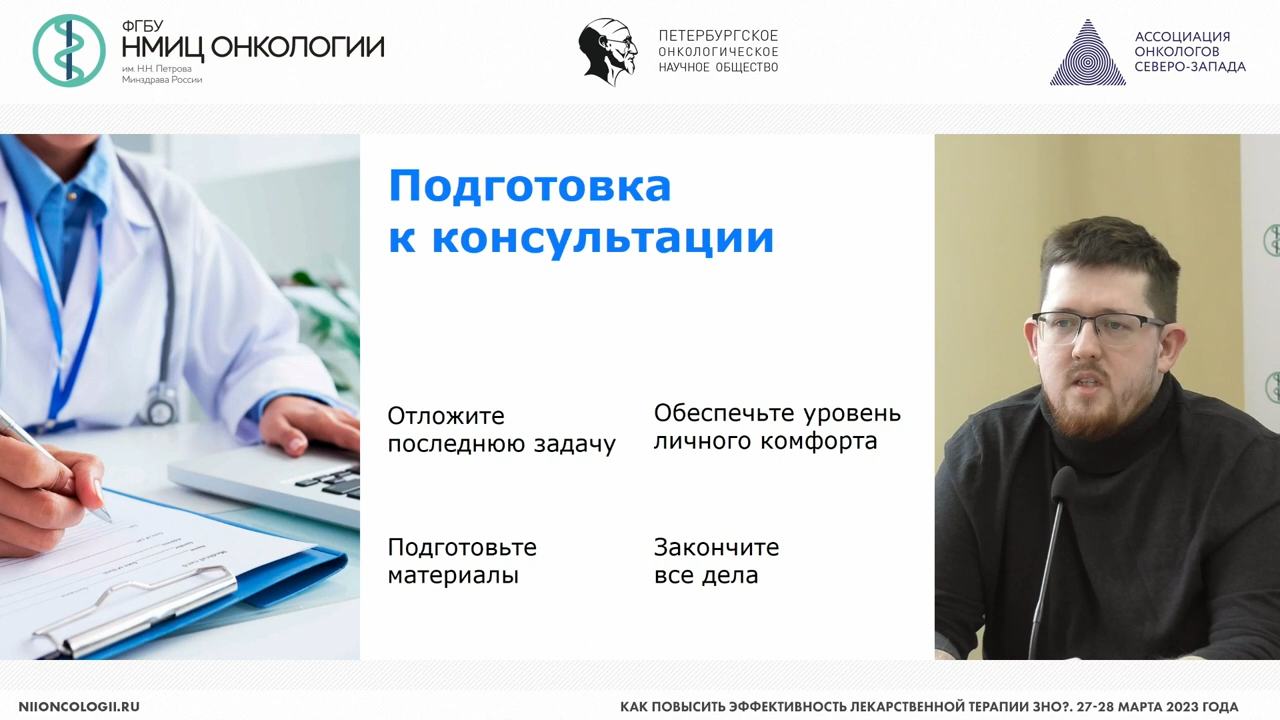 ФГБУ
НМИЦ ОНКОЛОГИИ
им. Н.Н. Петрова
Минздрава России
ПЕТЕРБУРГСКОЕ
ОНКОЛОГИЧЕСКОЕ
НАУЧНОЕ ОБЩЕСТВО
АССОЦИАЦИЯ
ОНКОЛОГОВ
СЕВЕРО-ЗАПАДА
Подготовка
к консультации
Отложите
последнюю задачу
Обеспечьте уровень
личного комфорта
Подготовьте
материалы
Закончите
все дела
NIIONCOLOGII.RU
КАК ПОВЫСИТЬ ЭФФЕКТИВНОСТЬ ЛЕКАРСТВЕННОЙ ТЕРАПИИ ЗНО?. 27-28 МАРТА 2023 ГОДА